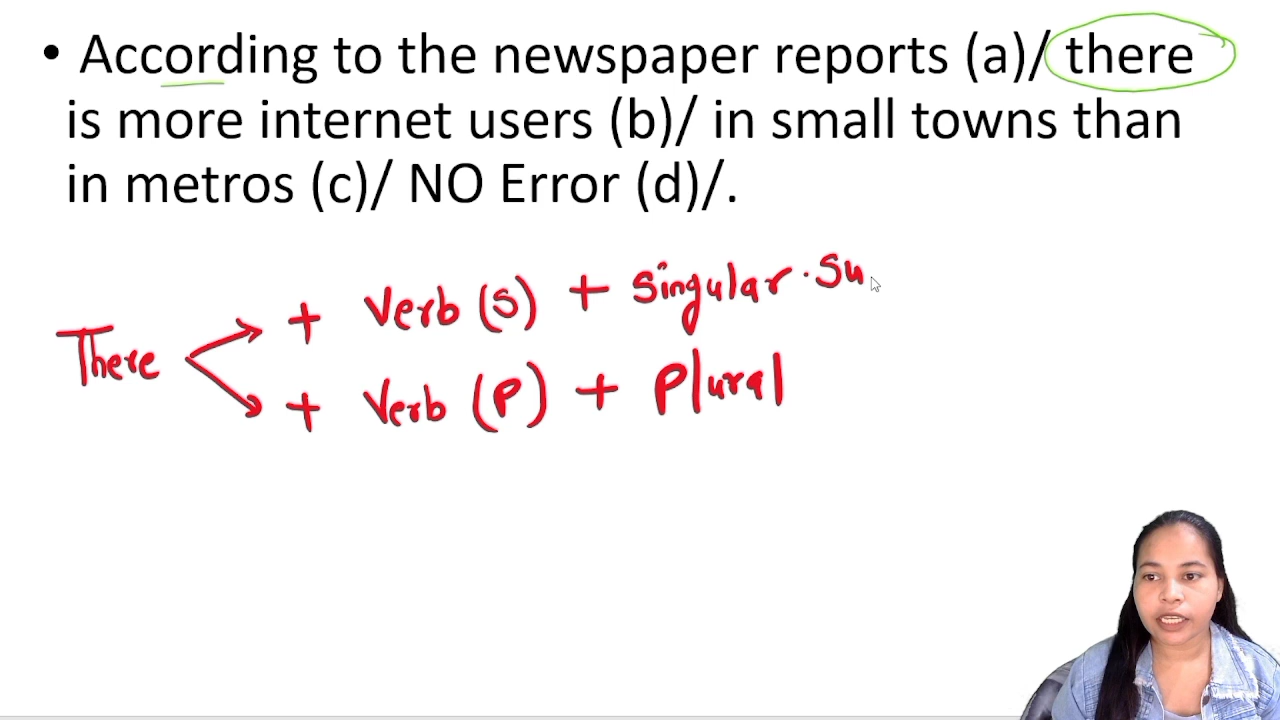 • According to the newspaper reports (a)/ there
is more internet users (b)/ in small towns than
in metros (c)/ NO Error (d)/.
+ Verb (S) + Singular. Su
There
+ Verb (P) + Plural